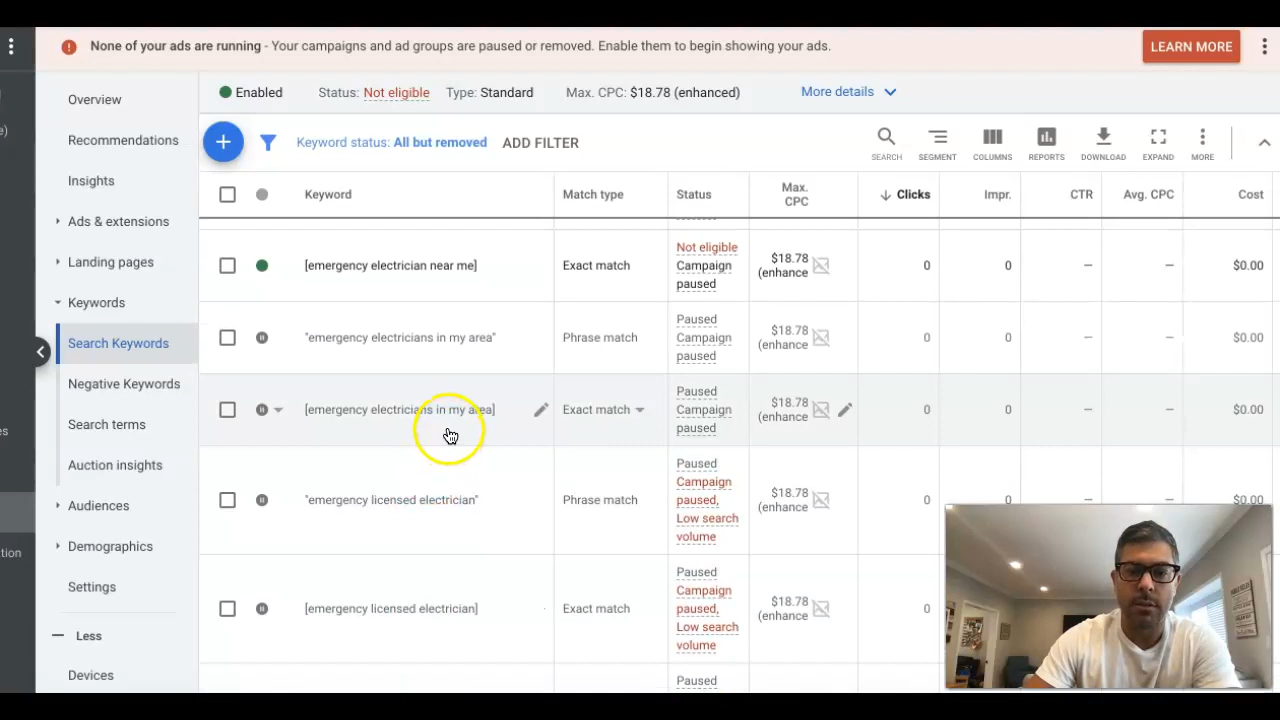 None of your ads are running - Your campaigns and ad groups are paused or removed. Enable them to begin showing your ads.
LEARN MORE
e)
s
tion
Overview
Recommendations
Insights
Ads & extensions
Landing pages
Keywords
Search Keywords
Negative Keywords
Search terms
Auction insights
Audiences
Demographics
Settings
Less
Devices
Enabled Status: Not eligible Type: Standard Max. CPC: $18.78 (enhanced) More details
Keyword status: All but removed ADD FILTER
SEARCH SEGMENT COLUMNS REPORTS DOWNLOAD EXPAND MORE
Keyword Match type Status Max. CPC Clicks Impr. CTR Avg. CPC Cost
[emergency electrician near me] Exact match Not eligible Campaign paused $18.78 (enhance 0 0 – – $0.00
"emergency electricians in my area" Phrase match Paused Campaign paused $18.78 (enhance 0 0 – – $0.00
[emergency electricians in my area] Exact match Paused Campaign paused $18.78 (enhance 0 0 – – $0.00
"emergency licensed electrician" Phrase match Paused Campaign paused, Low search volume $18.78 (enhance 0 0 – – $0.00
[emergency licensed electrician] Exact match Paused Campaign paused, Low search volume $18.78 (enhance 0
Paused